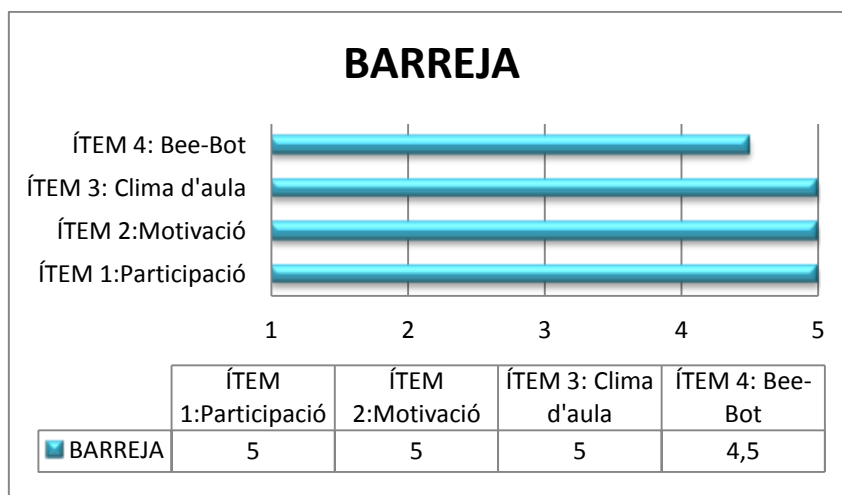 BARREJA
ÍTEM 4: Bee-Bot
ÍTEM 3: Clima d'aula
ÍTEM 2:Motivació
ÍTEM 1:Participació
1 2 3 4 5
ÍTEM ÍTEM ÍTEM 3: Clima ÍTEM 4: Bee-
1:Participació 2:Motivació d'aula Bot
BARREJA 5 5 5 4,5